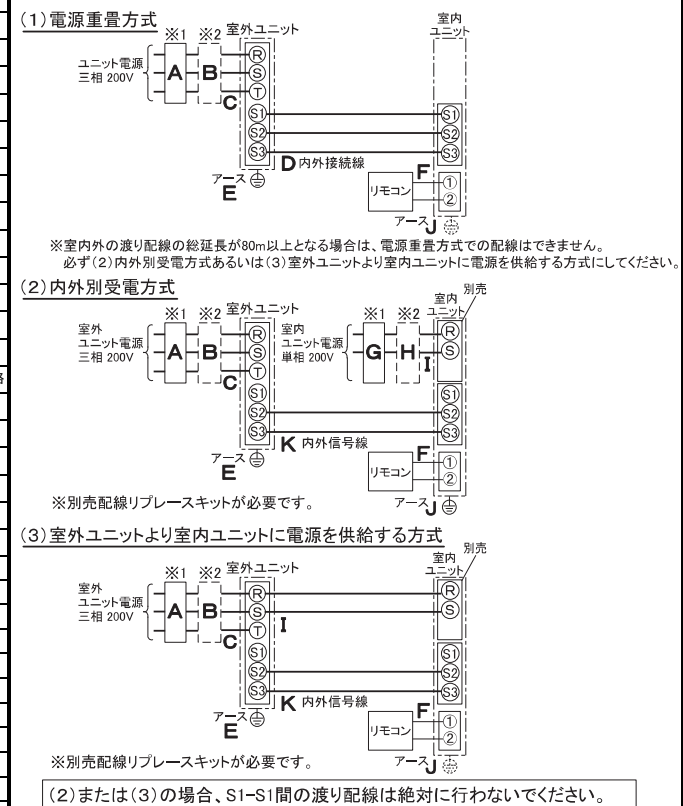 (1)電源重畳方式
※1 ※2 室外ユニット
室内
ユニット
ユニット電源
三相 200V
A B C
R
S
T
S1 S1
S2 S2
S3 S3
D 内外接続線
アース
E
F
リモコン
①
②
アース J
※室内外の渡り配線の総延長が80m以上となる場合は、電源重畳方式での配線はできません。
必ず(2)内外別受電方式あるいは(3)室外ユニットより室内ユニットに電源を供給する方式にしてください。
(2)内外別受電方式
別売
※1 ※2 室外ユニット ※1 ※2 室内
ユニット
室外
ユニット電源
三相 200V
A B C
R
S
T
室内
ユニット電源
単相 200V
G H I
R
S
S1 S1
S2 S2
S3 S3
K 内外信号線
アース
E
F
リモコン
①
②
アース J
※別売配線リプレースキットが必要です。
(3)室外ユニットより室内ユニットに電源を供給する方式
別売
※1 ※2 室外ユニット
室内
ユニット
室外
ユニット電源
三相 200V
A B C
R R
S S
T I
S1 S1
S2 S2
S3 S3
K 内外信号線
アース
E
F
リモコン
①
②
アース J
※別売配線リプレースキットが必要です。
(2)または(3)の場合、S1-S1間の渡り配線は絶対に行わないでください。